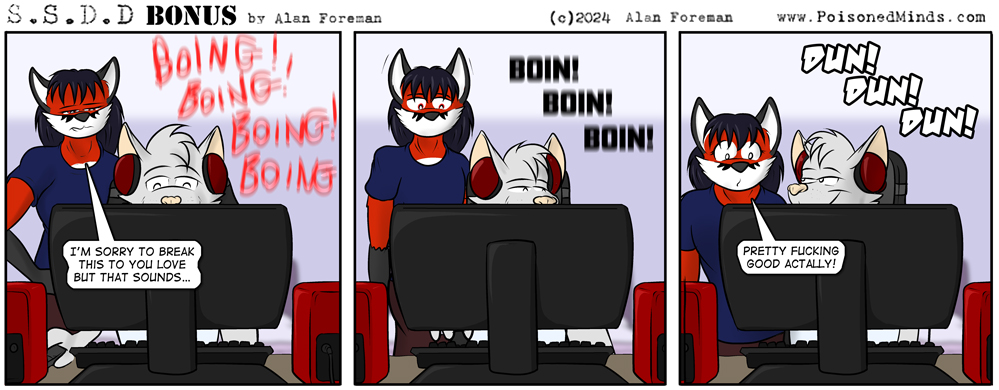 S.S.D.D BONUS by Alan Foreman (c)2024 Alan Foreman www.PoisonedMinds.com
BOING!
BOING!
BOING!
BOING
I'M SORRY TO BREAK
THIS TO YOU LOVE
BUT THAT SOUNDS...
BOIN!
BOIN!
BOIN!
DUN!
DUN!
DUN!
PRETTY FUCKING
GOOD ACTALLY!